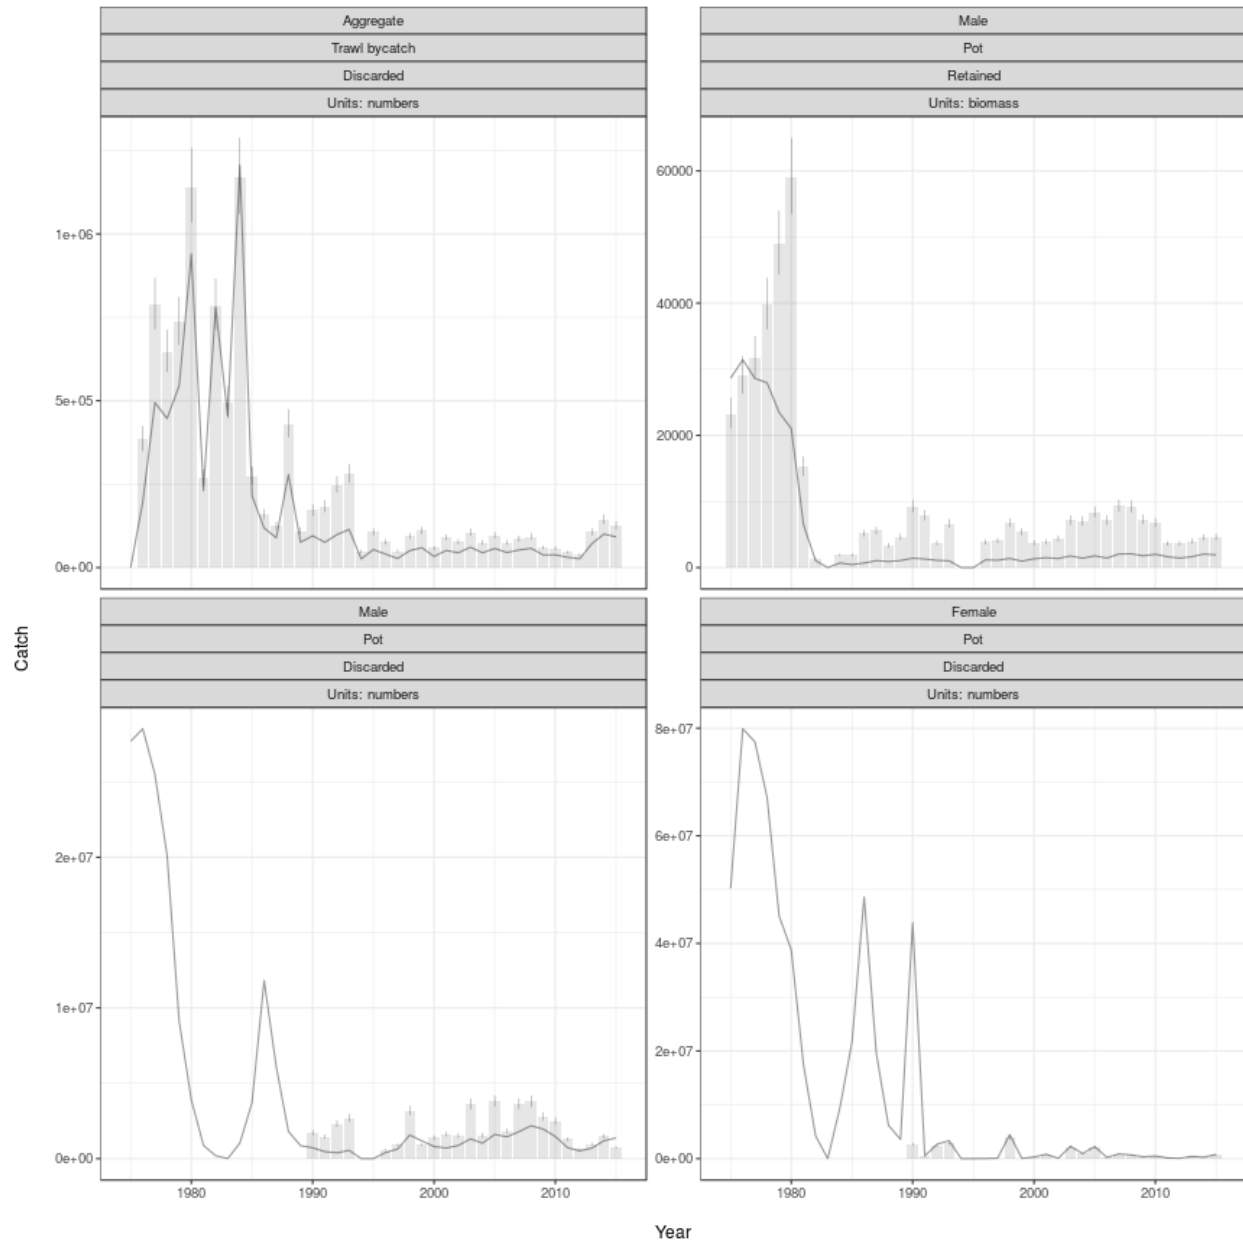 Aggregate
Trawl bycatch
Discarded
Units: numbers
Male
Pot
Retained
Units: biomass
1e+06
5e+05
0e+00
60000
40000
20000
0
Male
Pot
Discarded
Units: numbers
Female
Pot
Discarded
Units: numbers
2e+07
1e+07
0e+00
8e+07
6e+07
4e+07
2e+07
0e+00
1980 1990 2000 2010
1980 1990 2000 2010
Catch
Year